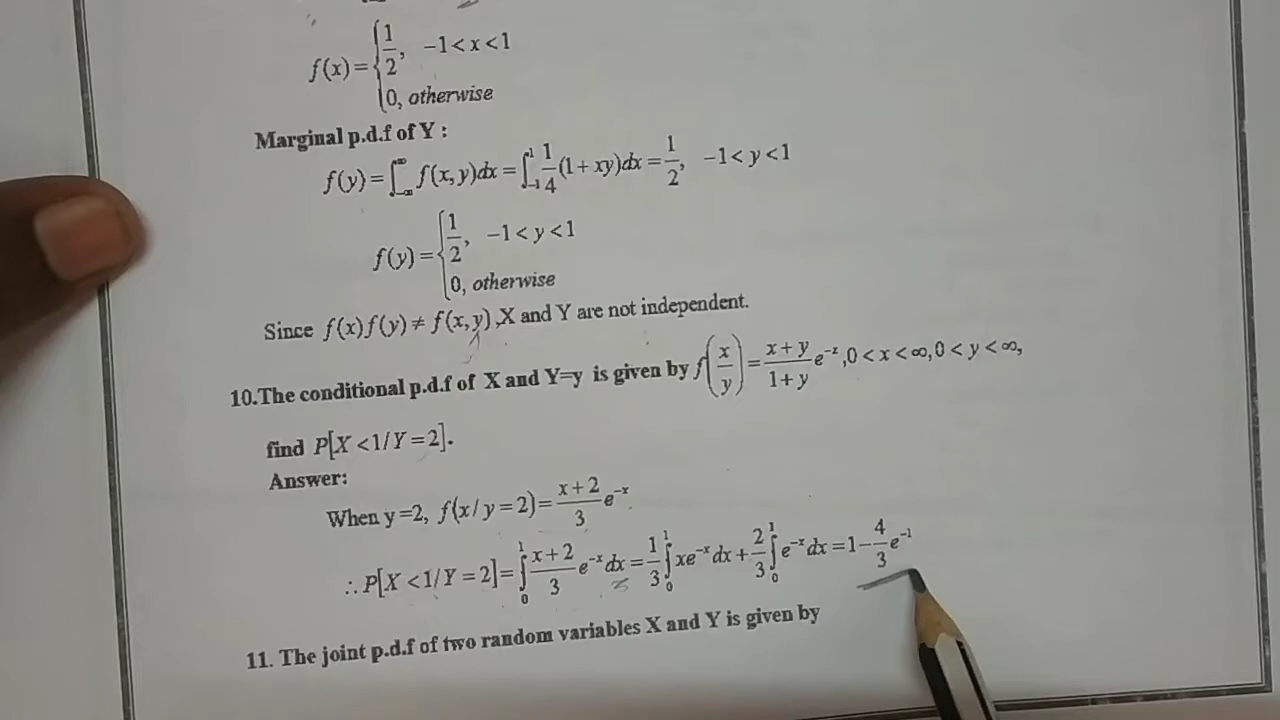 f(x) = { 1/2, −1 < x < 1
0, otherwise
Marginal p.d.f of Y :
f(y) = ∫_{−∞}^{∞} f(x, y)dx = ∫_{−1}^{1} 1/4 (1 + xy)dx = 1/2, −1 < y < 1
f(y) = { 1/2, −1 < y < 1
0, otherwise
Since f(x)f(y) ≠ f(x, y) ,X and Y are not independent.
10.The conditional p.d.f of X and Y=y is given by f(x/y) = (x + y)/(1 + y) e^{−x} ,0 < x < ∞,0 < y < ∞,
find P[X < 1/Y = 2].
Answer:
When y =2, f(x / y = 2) = (x + 2)/3 e^{−x}
∴ P[X < 1/Y = 2] = ∫_0^1 (x + 2)/3 e^{−x} dx = 1/3 ∫_0^1 xe^{−x} dx + 2/3 ∫_0^1 e^{−x} dx = 1 − 4/3 e^{−1}
11. The joint p.d.f of two random variables X and Y is given by